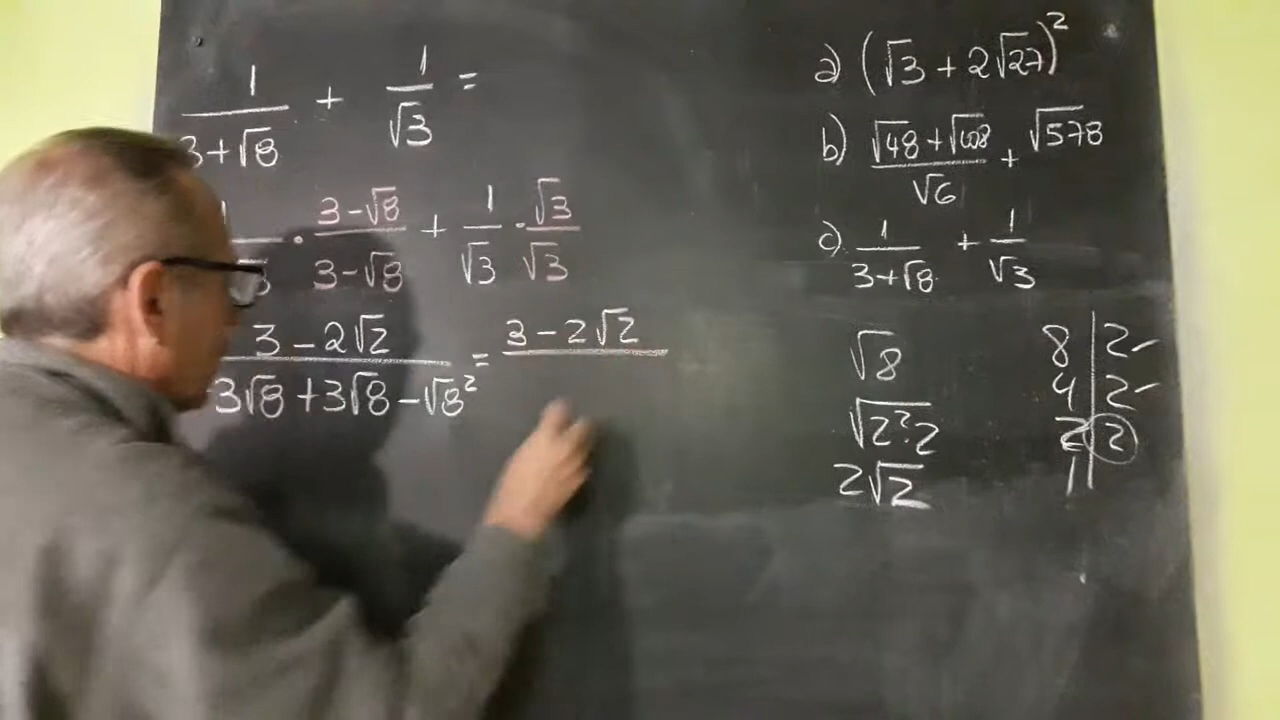 1/(3+√8) + 1/√3 =
(3-√8)/(3-√8) + 1/√3 · √3/√3
(3-2√2)/(3√8+3√8-√8²) = 3-2√2
a) (√3+2√27)²
b) (√48+√108)/√6 + √578
c) 1/(3+√8) + 1/√3
√8
√2²·2
2√2
8|2
4|2
2|2
1|